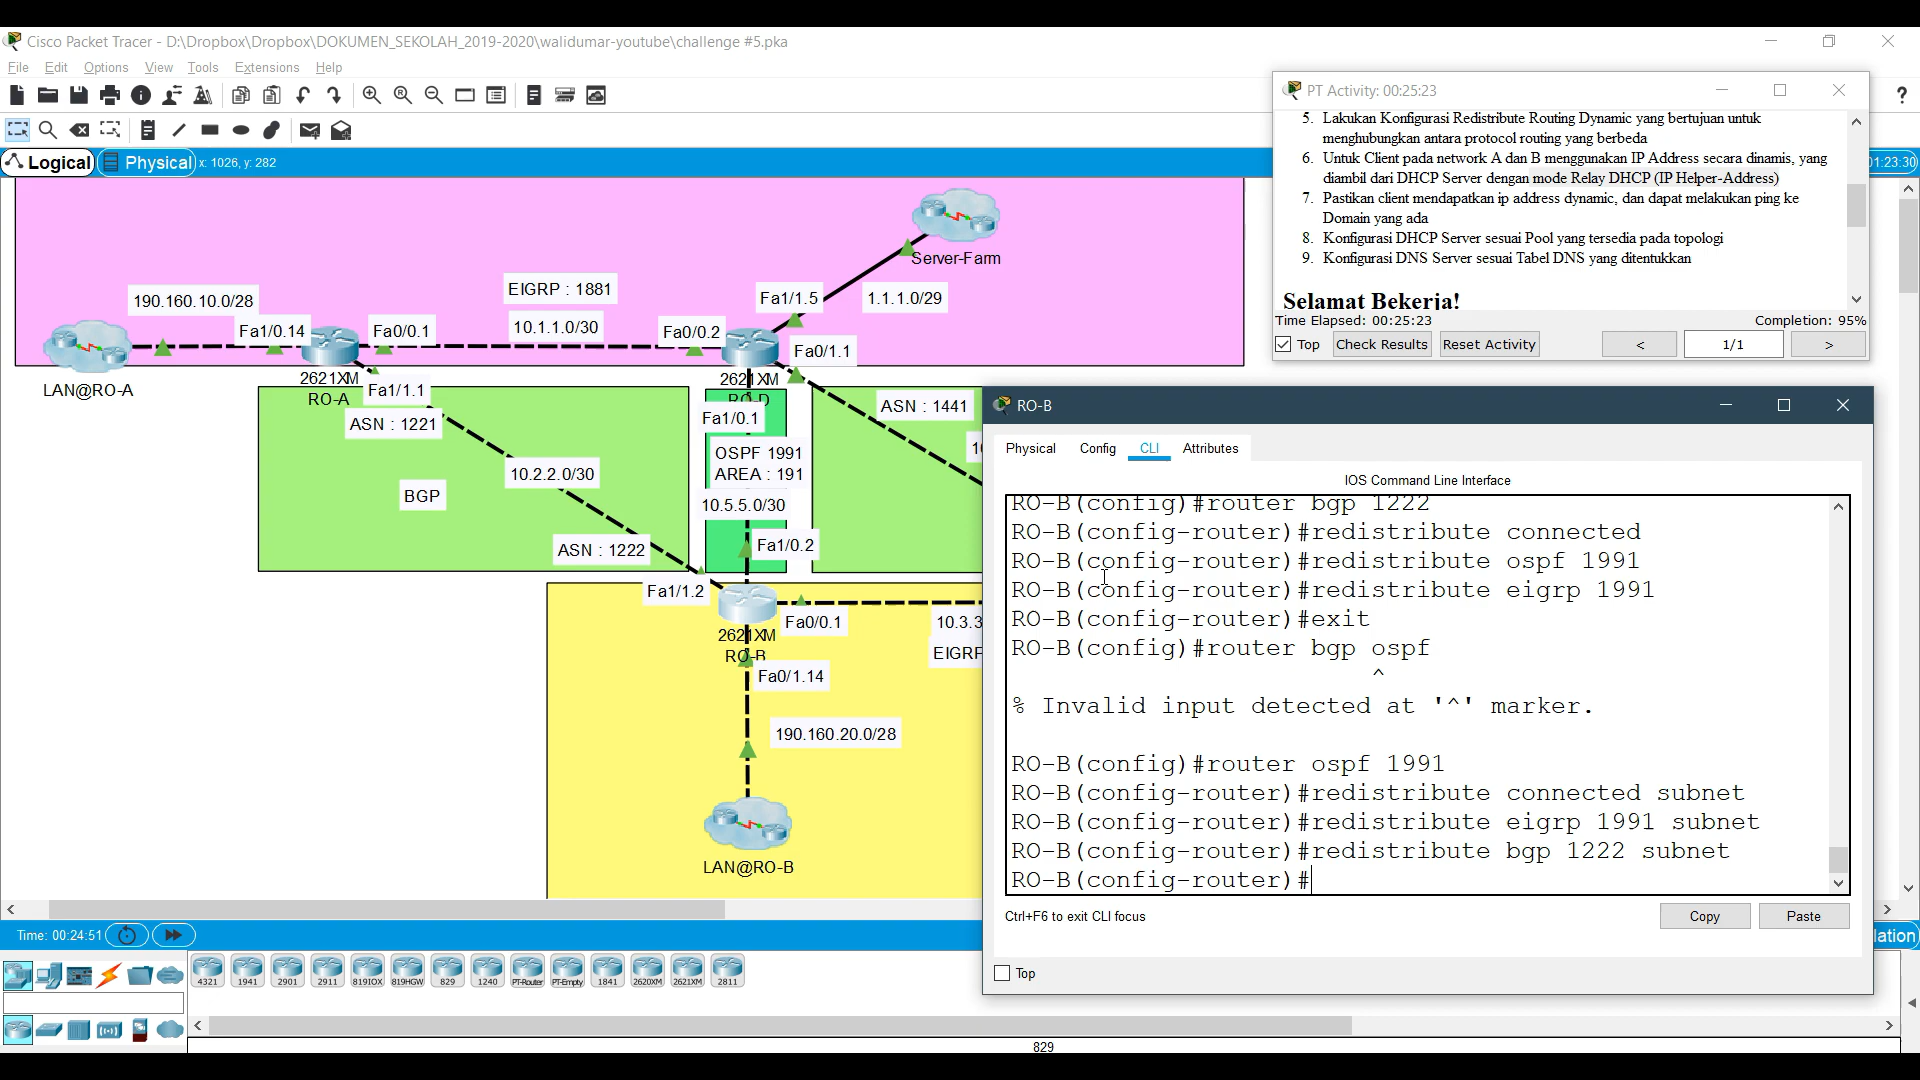 Cisco Packet Tracer - D:\Dropbox\Dropbox\DOKUMEN_SEKOLAH_2019-2020\walidumar-youtube\challenge #5.pka
File Edit Options View Tools Extensions Help
?
Logical Physical x: 1026, y: 282
01:23:30
PT Activity: 00:25:23
5. Lakukan Konfigurasi Redistribute Routing Dynamic yang bertujuan untuk
menghubungkan antara protocol routing yang berbeda
6. Untuk Client pada network A dan B menggunakan IP Address secara dinamis, yang
diambil dari DHCP Server dengan mode Relay DHCP (IP Helper-Address)
7. Pastikan client mendapatkan ip address dynamic, dan dapat melakukan ping ke
Domain yang ada
8. Konfigurasi DHCP Server sesuai Pool yang tersedia pada topologi
9. Konfigurasi DNS Server sesuai Tabel DNS yang ditentukkan
Selamat Bekerja!
Time Elapsed: 00:25:23 Completion: 95%
Top Check Results Reset Activity < 1/1 >
Server-Farm
EIGRP : 1881
Fa1/1.5 1.1.1.0/29
190.160.10.0/28
10.1.1.0/30
Fa1/0.14 Fa0/0.1 Fa0/0.2
Fa0/1.1
2621XM
RO-A
2621XM
RO-D
LAN@RO-A
Fa1/1.1
ASN : 1221
Fa1/0.1
ASN : 1441
OSPF 1991
AREA : 191
10.2.2.0/30
BGP
10.5.5.0/30
ASN : 1222
Fa1/0.2
Fa1/1.2
2621XM
RO-B
Fa0/0.1
10.3.3
EIGRP
Fa0/1.14
190.160.20.0/28
LAN@RO-B
RO-B
Physical Config CLI Attributes
IOS Command Line Interface
RO-B(config)#router bgp 1222
RO-B(config-router)#redistribute connected
RO-B(config-router)#redistribute ospf 1991
RO-B(config-router)#redistribute eigrp 1991
RO-B(config-router)#exit
RO-B(config)#router bgp ospf
^
% Invalid input detected at '^' marker.
RO-B(config)#router ospf 1991
RO-B(config-router)#redistribute connected subnet
RO-B(config-router)#redistribute eigrp 1991 subnet
RO-B(config-router)#redistribute bgp 1222 subnet
RO-B(config-router)#
Ctrl+F6 to exit CLI focus Copy Paste
Top
Time: 00:24:51
lation
4321 1941 2901 2911 819IOX 819HGW 829 1240 PT-Router PT-Empty 1841 2620XM 2621XM 2811
829